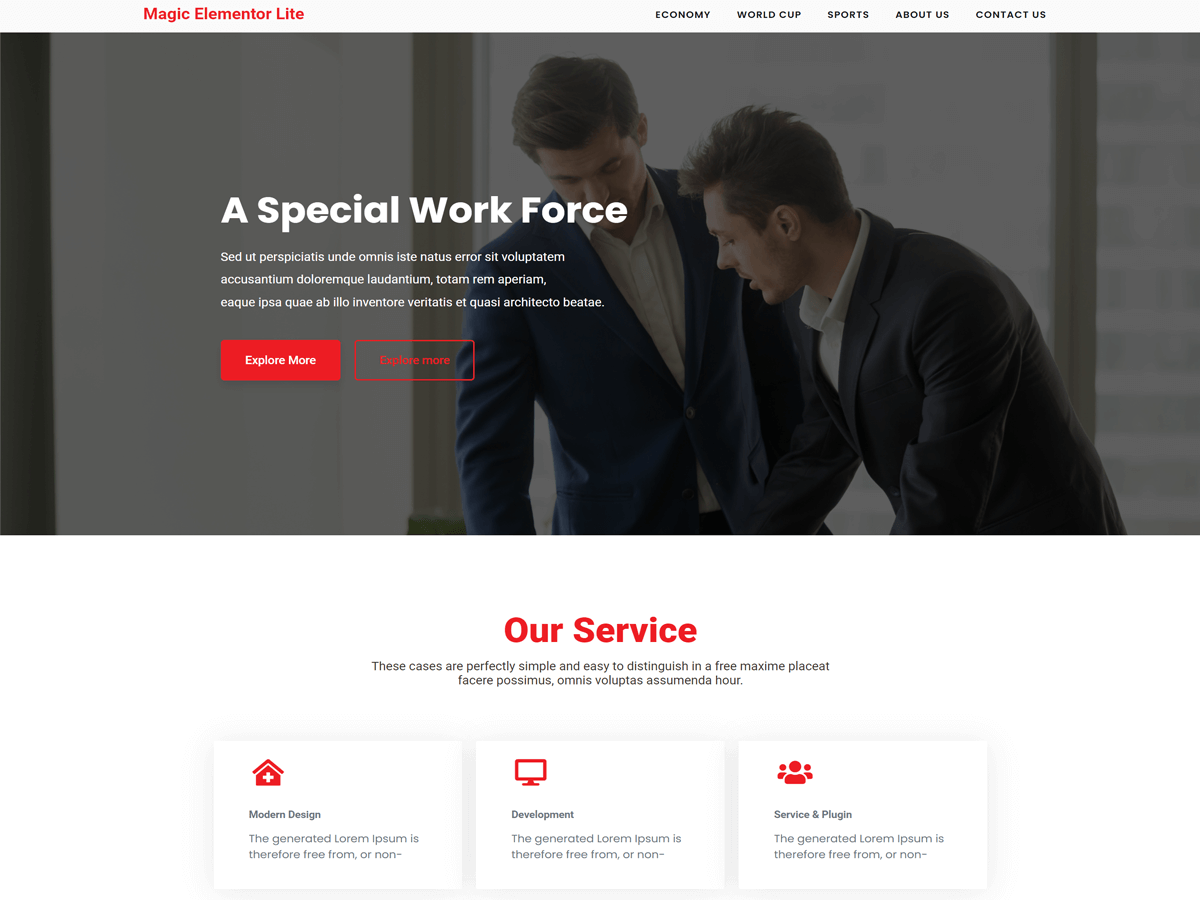 Magic Elementor Lite
ECONOMY WORLD CUP SPORTS ABOUT US CONTACT US
A Special Work Force
Sed ut perspiciatis unde omnis iste natus error sit voluptatem
accusantium doloremque laudantium, totam rem aperiam,
eaque ipsa quae ab illo inventore veritatis et quasi architecto beatae.
Explore More Explore more
Our Service
These cases are perfectly simple and easy to distinguish in a free maxime placeat
facere possimus, omnis voluptas assumenda hour.
Modern Design
The generated Lorem Ipsum is
therefore free from, or non-
Development
The generated Lorem Ipsum is
therefore free from, or non-
Service & Plugin
The generated Lorem Ipsum is
therefore free from, or non-